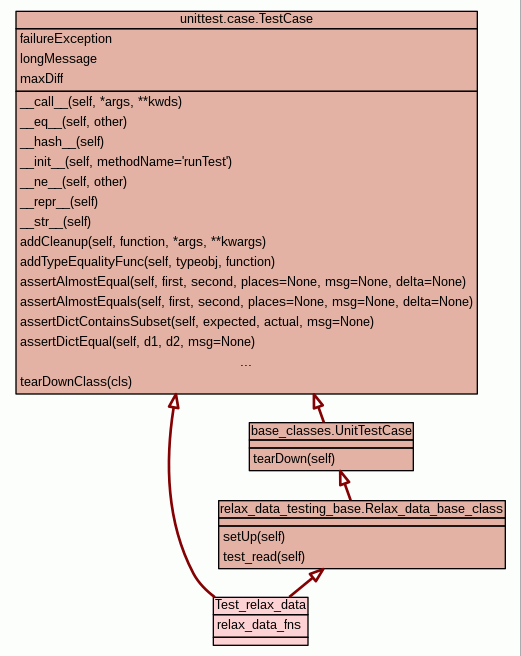 unittest.case.TestCase
failureException
longMessage
maxDiff
__call__(self, *args, **kwds)
__eq__(self, other)
__hash__(self)
__init__(self, methodName='runTest')
__ne__(self, other)
__repr__(self)
__str__(self)
addCleanup(self, function, *args, **kwargs)
addTypeEqualityFunc(self, typeobj, function)
assertAlmostEqual(self, first, second, places=None, msg=None, delta=None)
assertAlmostEquals(self, first, second, places=None, msg=None, delta=None)
assertDictContainsSubset(self, expected, actual, msg=None)
assertDictEqual(self, d1, d2, msg=None)
...
tearDownClass(cls)
base_classes.UnitTestCase
tearDown(self)
relax_data_testing_base.Relax_data_base_class
setUp(self)
test_read(self)
Test_relax_data
relax_data_fns